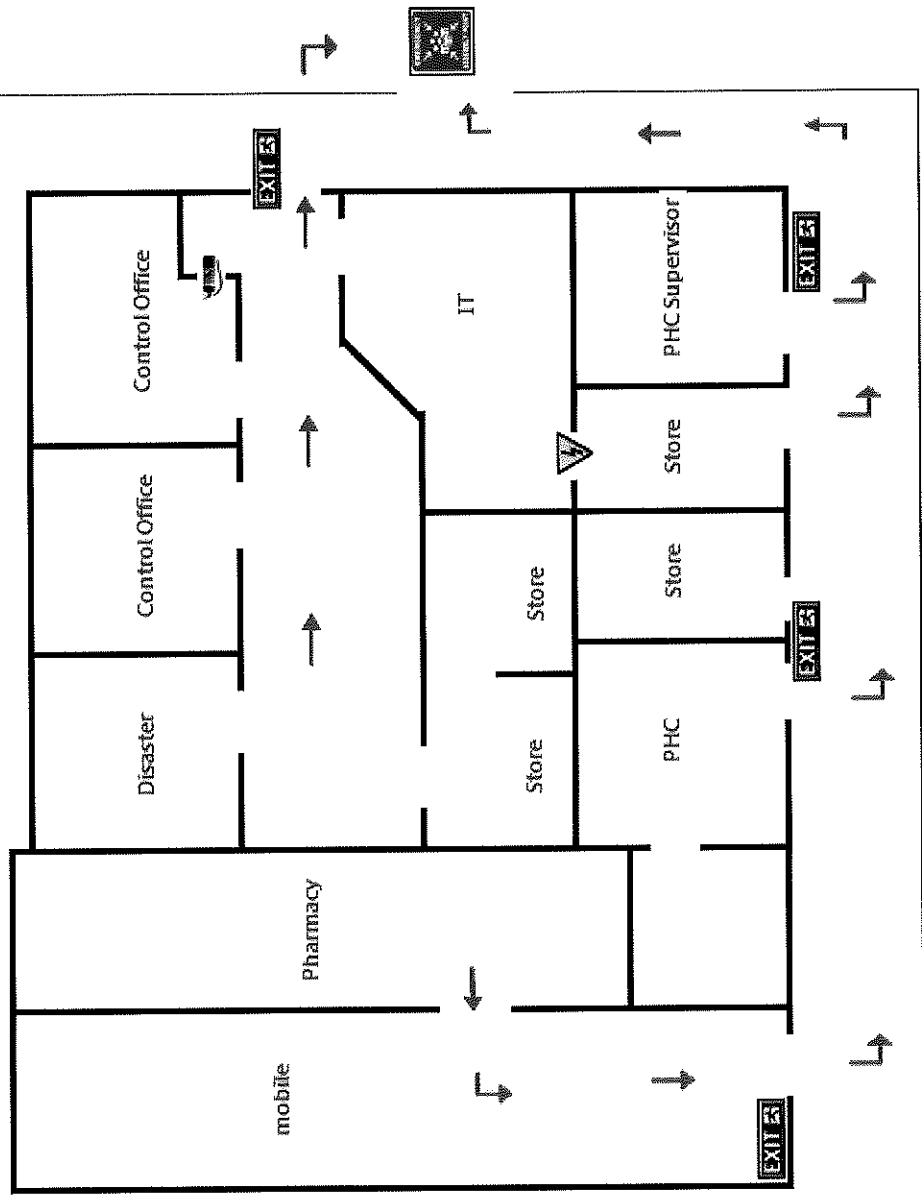 mobile
Pharmacy
Disaster
Control Office
Control Office
Store
Store
IT
PHC
Store
Store
PHC Supervisor
EXIT
EXIT
EXIT
EXIT